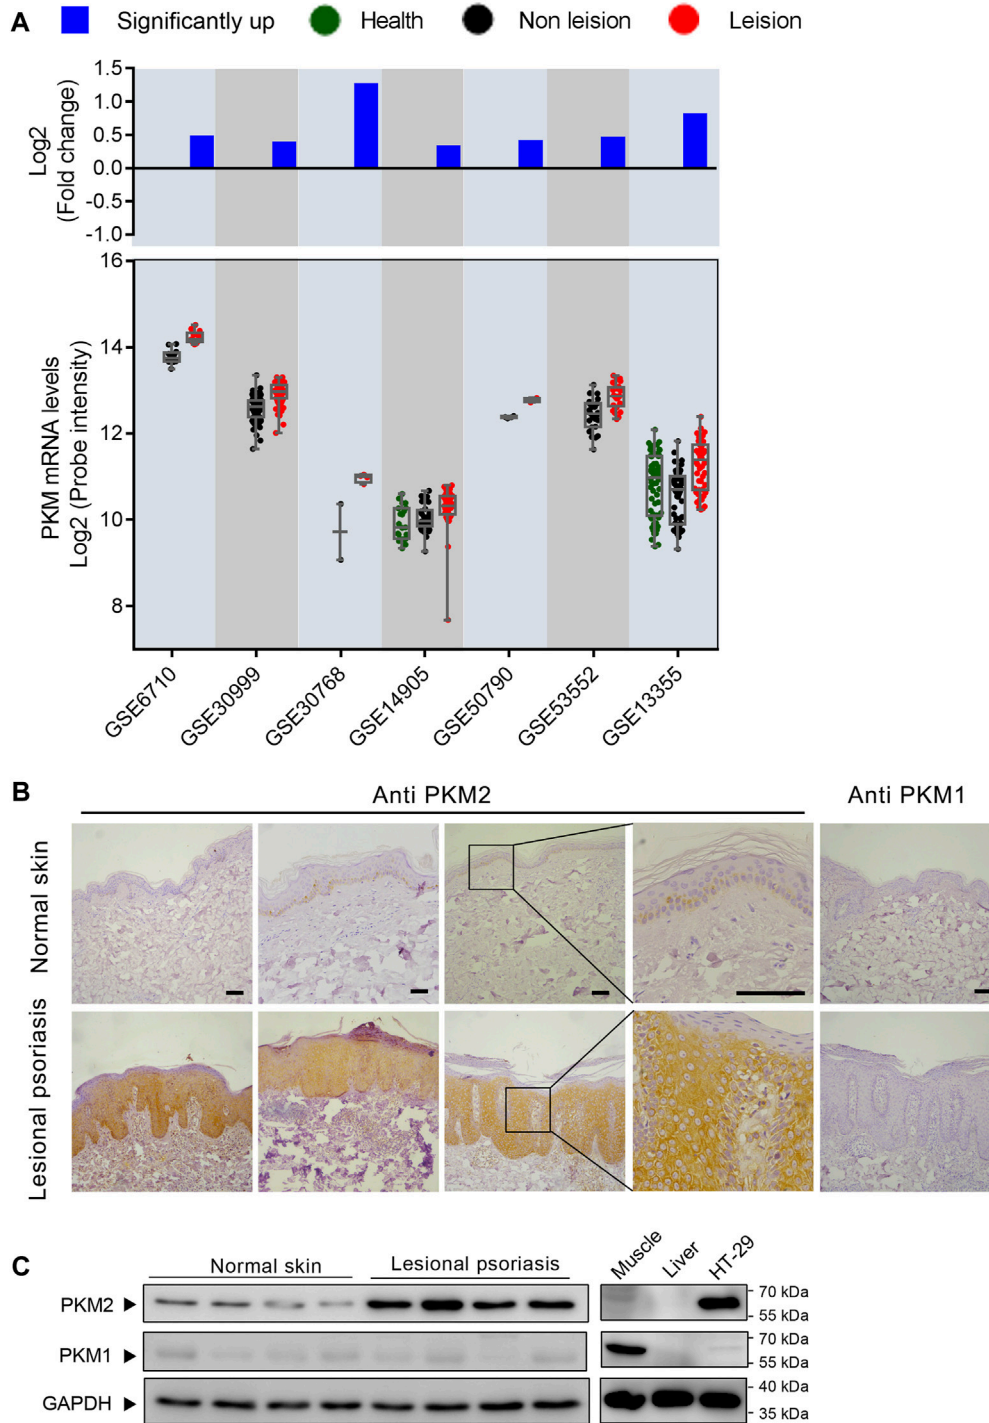 A Significantly up Health Non leision Leision
Log2
(Fold change)
1.5
1.0
0.5
0.0
-0.5
-1.0
PKM mRNA levels
Log2 (Probe intensity)
16
14
12
10
8
GSE6710 GSE30999 GSE30768 GSE14905 GSE50790 GSE53552 GSE13355
B Anti PKM2 Anti PKM1
Normal skin
Lesional psoriasis
C Normal skin Lesional psoriasis Muscle Liver HT-29
PKM2 70 kDa
55 kDa
PKM1 70 kDa
55 kDa
GAPDH 40 kDa
35 kDa